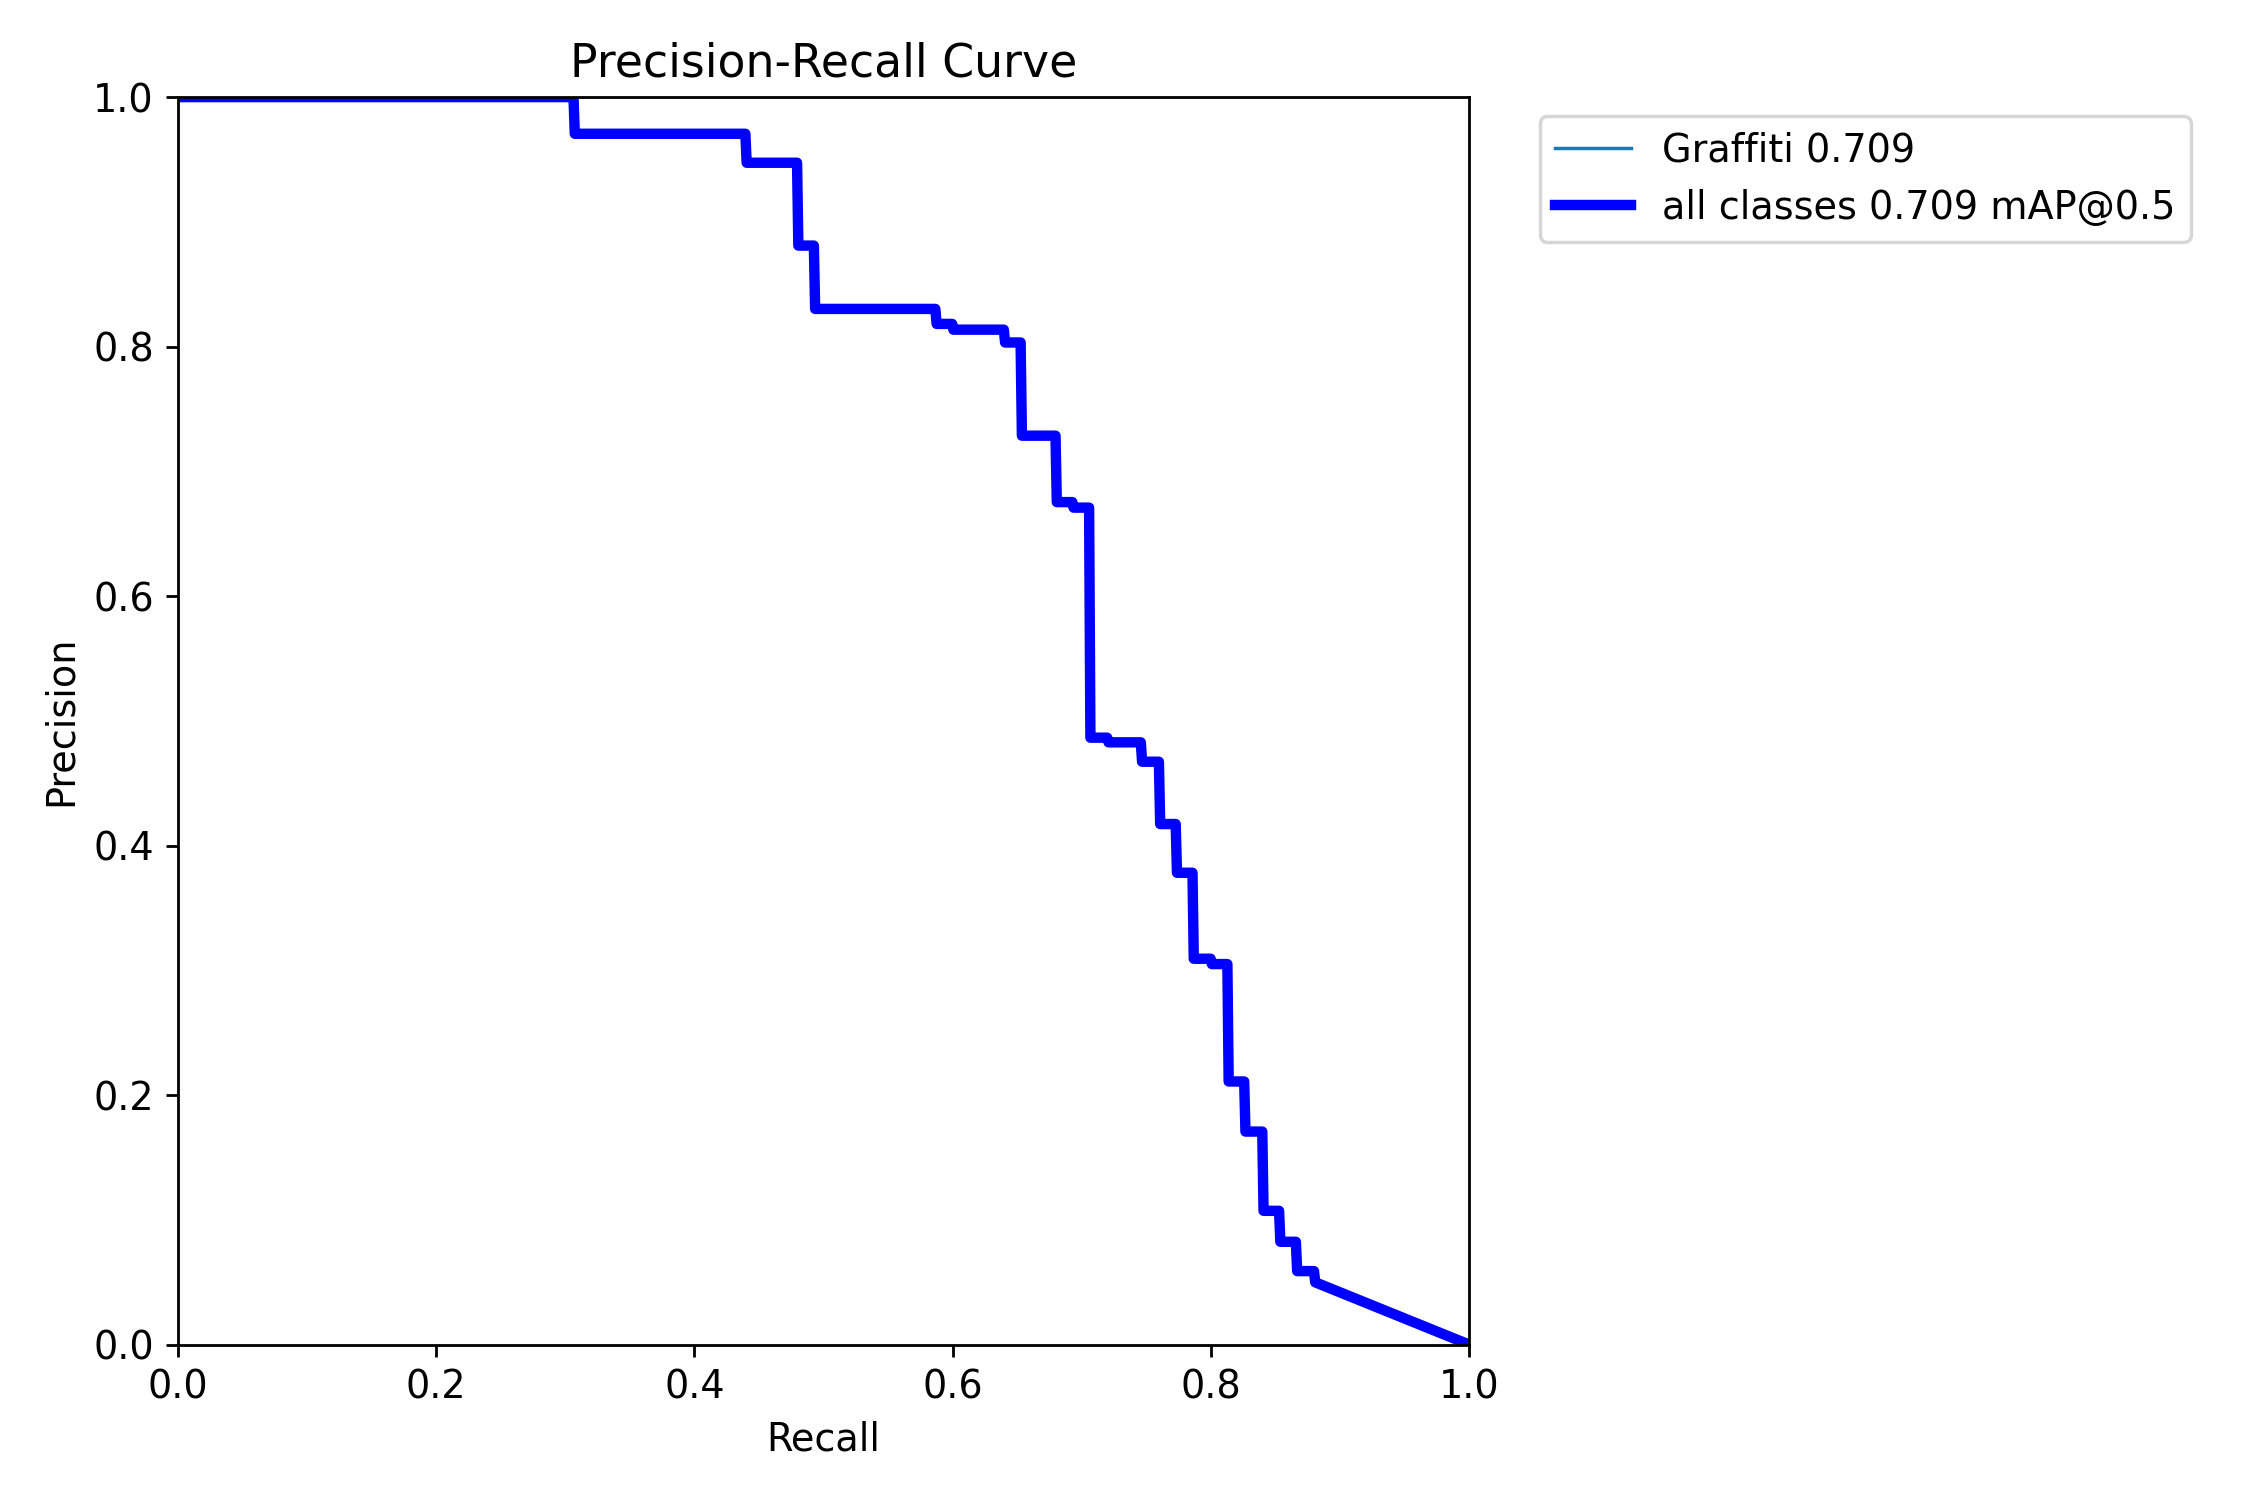 Precision-Recall Curve
1.0
0.8
0.6
0.4
0.2
0.0
Precision
0.0 0.2 0.4 0.6 0.8 1.0
Recall
Graffiti 0.709
all classes 0.709 mAP@0.5